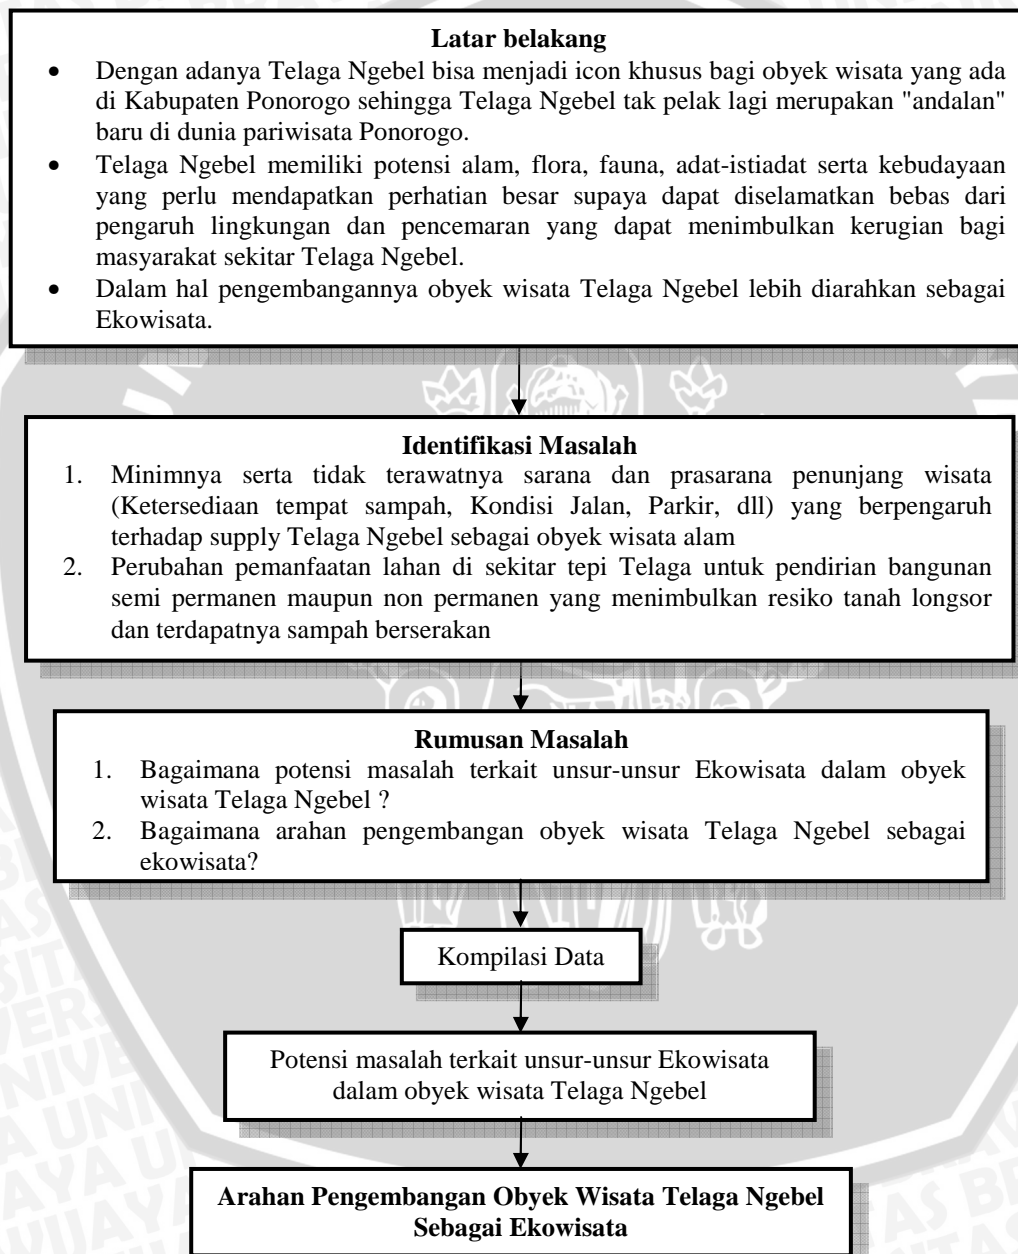 Latar belakang
• Dengan adanya Telaga Ngebel bisa menjadi icon khusus bagi obyek wisata yang ada
di Kabupaten Ponorogo sehingga Telaga Ngebel tak pelak lagi merupakan "andalan"
baru di dunia pariwisata Ponorogo.
• Telaga Ngebel memiliki potensi alam, flora, fauna, adat-istiadat serta kebudayaan
yang perlu mendapatkan perhatian besar supaya dapat diselamatkan bebas dari
pengaruh lingkungan dan pencemaran yang dapat menimbulkan kerugian bagi
masyarakat sekitar Telaga Ngebel.
• Dalam hal pengembangannya obyek wisata Telaga Ngebel lebih diarahkan sebagai
Ekowisata.
Identifikasi Masalah
1. Minimnya serta tidak terawatnya sarana dan prasarana penunjang wisata
(Ketersediaan tempat sampah, Kondisi Jalan, Parkir, dll) yang berpengaruh
terhadap supply Telaga Ngebel sebagai obyek wisata alam
2. Perubahan pemanfaatan lahan di sekitar tepi Telaga untuk pendirian bangunan
semi permanen maupun non permanen yang menimbulkan resiko tanah longsor
dan terdapatnya sampah berserakan
Rumusan Masalah
1. Bagaimana potensi masalah terkait unsur-unsur Ekowisata dalam obyek
wisata Telaga Ngebel ?
2. Bagaimana arahan pengembangan obyek wisata Telaga Ngebel sebagai
ekowisata?
Kompilasi Data
Potensi masalah terkait unsur-unsur Ekowisata
dalam obyek wisata Telaga Ngebel
Arahan Pengembangan Obyek Wisata Telaga Ngebel
Sebagai Ekowisata